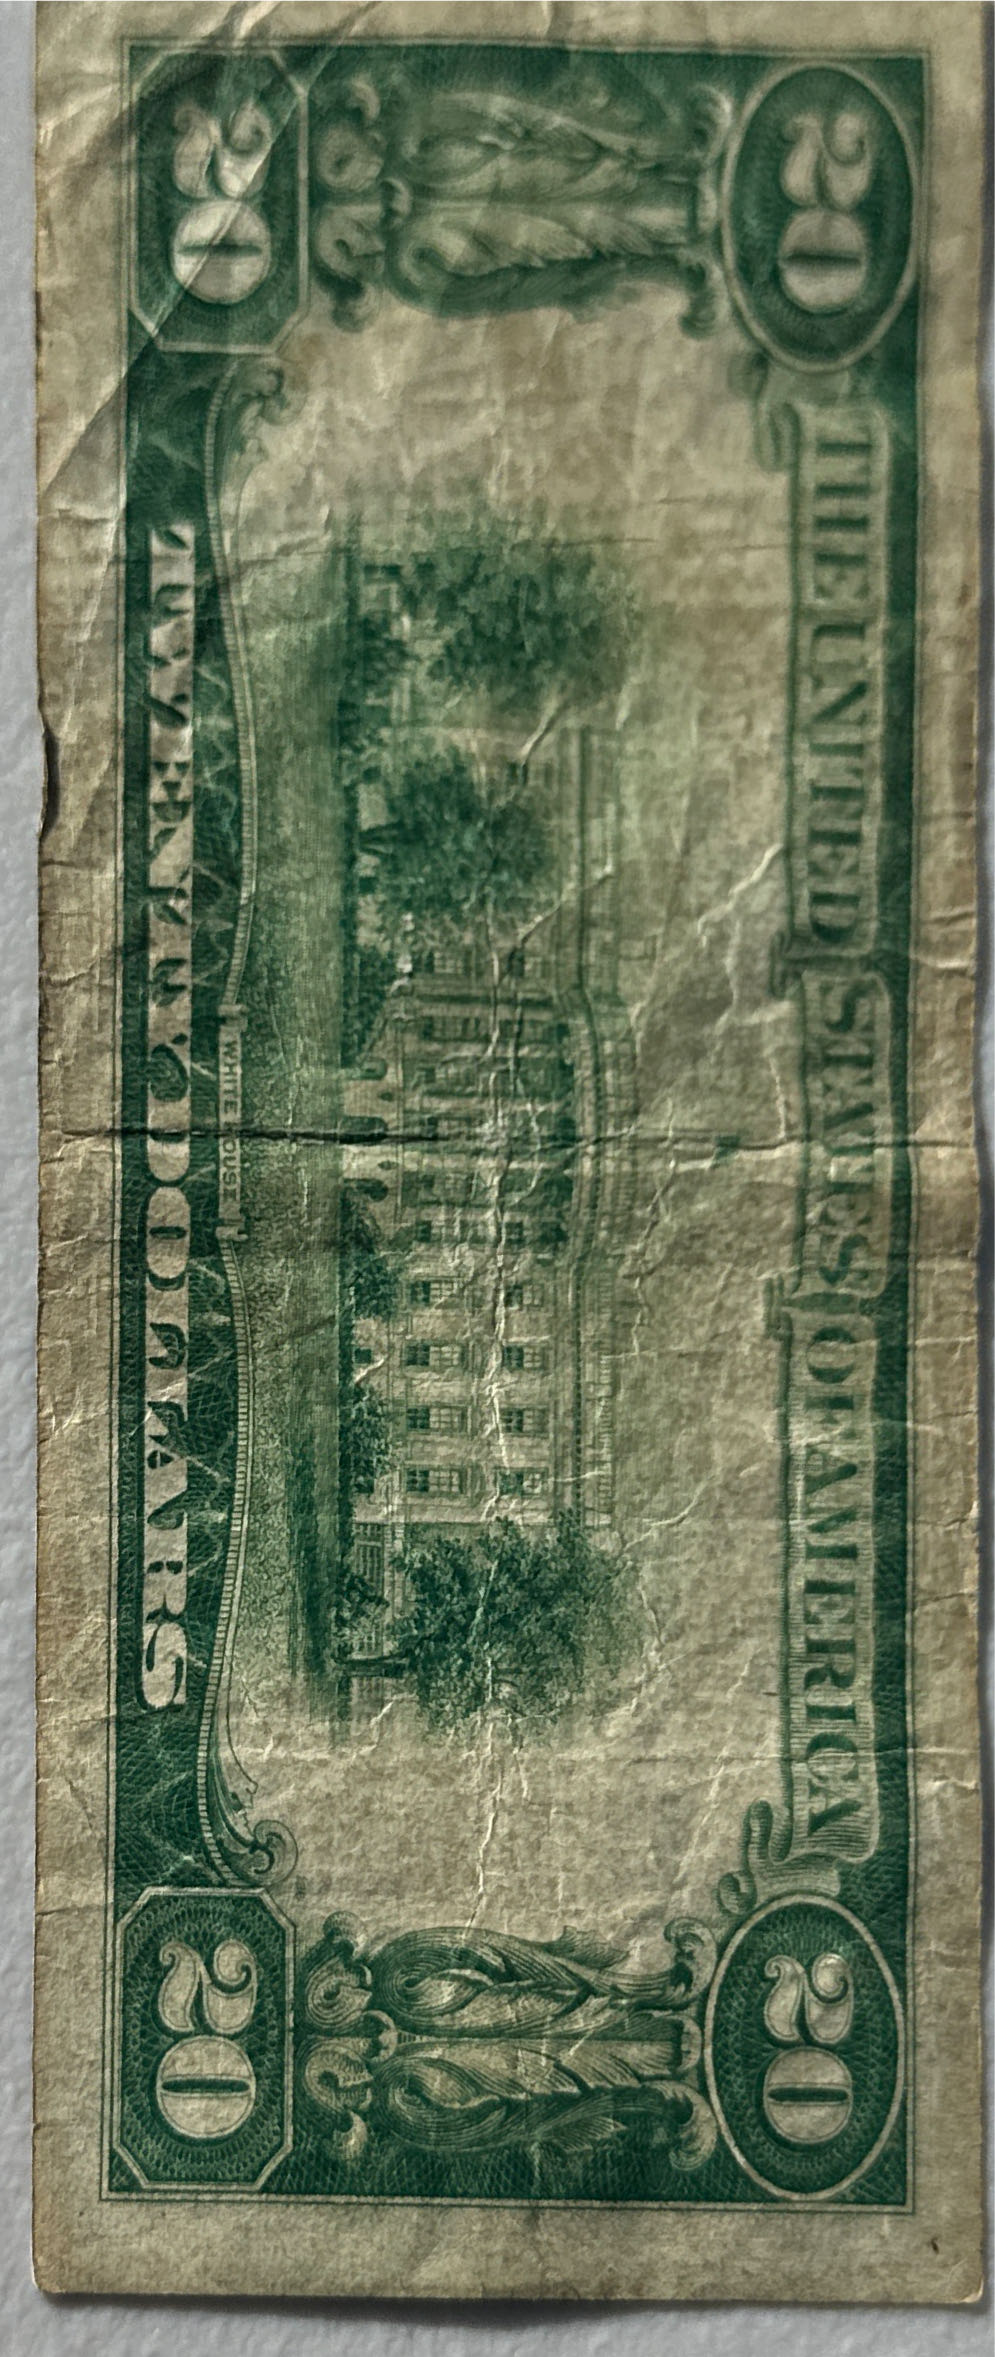 20 20
THE UNITED STATES OF AMERICA
WHITE HOUSE
TWENTY DOLLARS
20 20